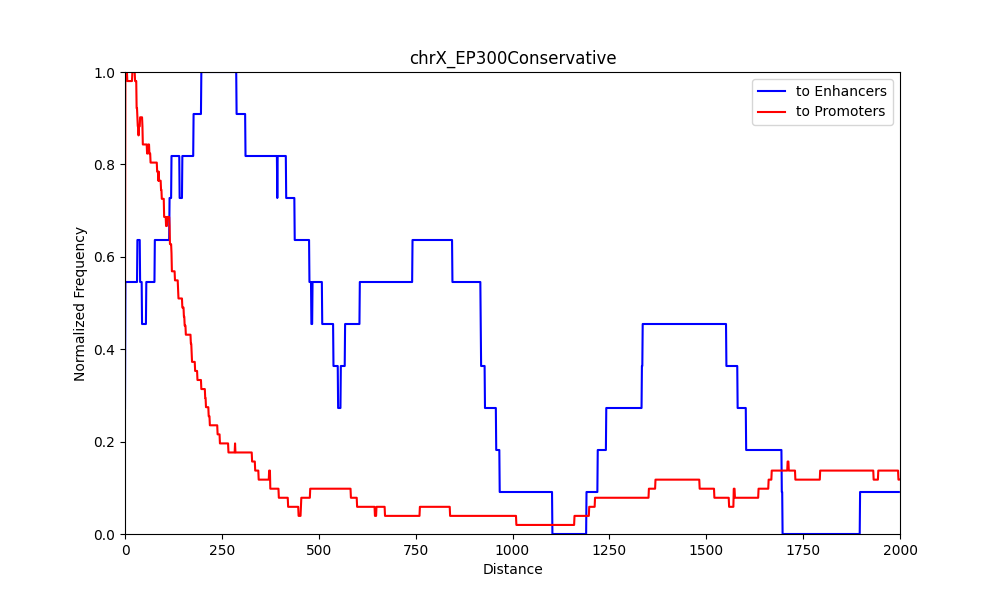 chrX_EP300Conservative
to Enhancers
to Promoters
1.0
0.8
0.6
0.4
0.2
0.0
Normalized Frequency
0 250 500 750 1000 1250 1500 1750 2000
Distance